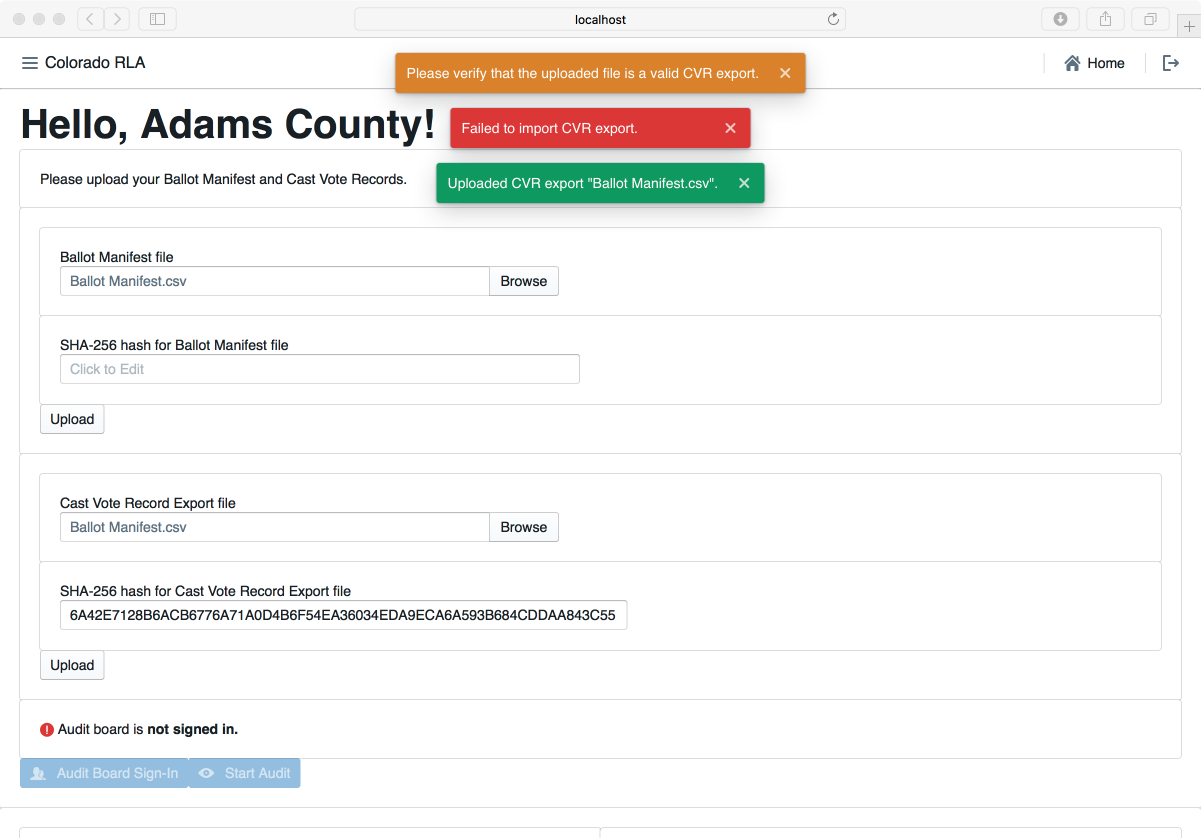 localhost
Colorado RLA
Home
Please verify that the uploaded file is a valid CVR export.
Hello, Adams County!
Failed to import CVR export.
Please upload your Ballot Manifest and Cast Vote Records.
Uploaded CVR export "Ballot Manifest.csv".
Ballot Manifest file
Ballot Manifest.csv
Browse
SHA-256 hash for Ballot Manifest file
Click to Edit
Upload
Cast Vote Record Export file
Ballot Manifest.csv
Browse
SHA-256 hash for Cast Vote Record Export file
6A42E7128B6ACB6776A71A0D4B6F54EA36034EDA9ECA6A593B684CDDAA843C55
Upload
Audit board is not signed in.
Audit Board Sign-In
Start Audit